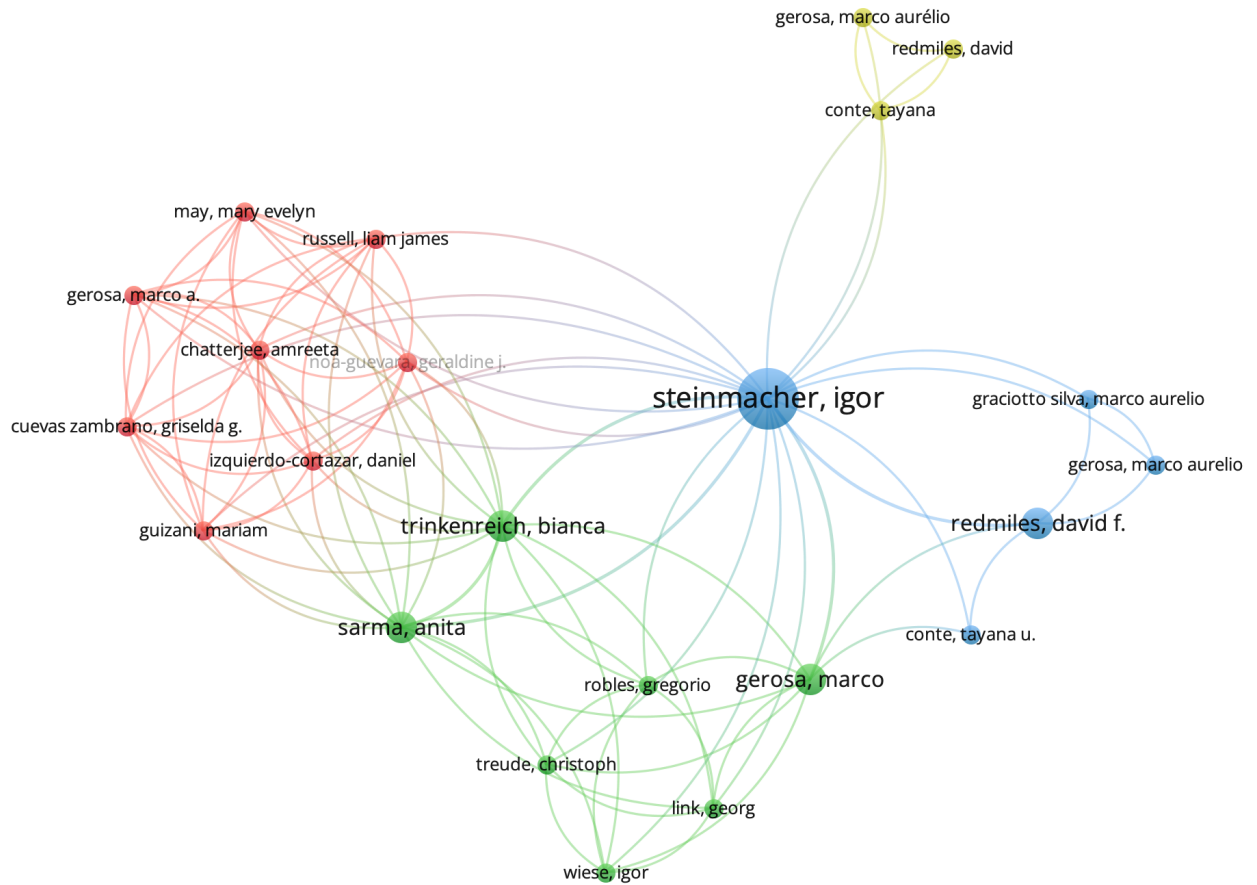 gerosa, marco aurélio
redmiles, david
conte, tayana
may, mary evelyn
russell, liam james
gerosa, marco a.
chatterjee, amreeta
noa-guevara, geraldine j.
steinmacher, igor
graciotto silva, marco aurelio
cuevas zambrano, griselda g.
izquierdo-cortazar, daniel
gerosa, marco aurelio
guizani, mariam
trinkenreich, bianca
redmiles, david f.
sarma, anita
conte, tayana u.
robles, gregorio
gerosa, marco
treude, christoph
link, georg
wiese, igor